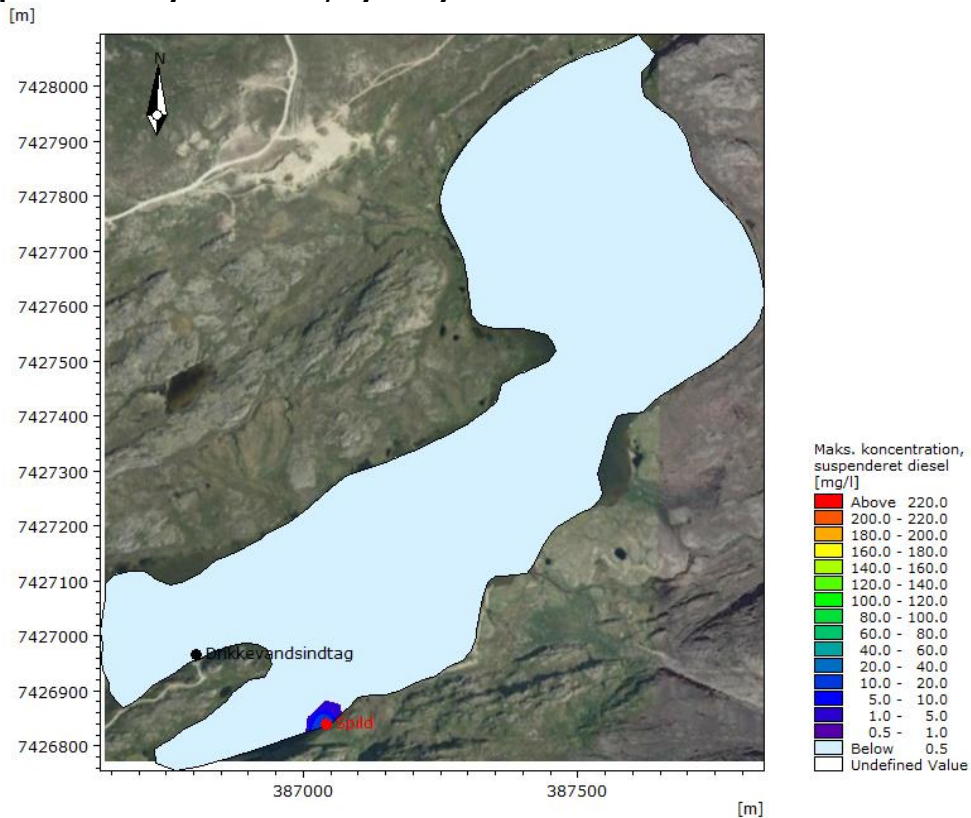 [m]
N
7428000
7427900
7427800
7427700
7427600
7427500
7427400
7427300
7427200
7427100
7427000
7426900
7426800
Drikkevandsindtag
Spild
387000
387500
[m]
Maks. koncentration,
suspenderet diesel
[mg/l]
Above 220.0
200.0 - 220.0
180.0 - 200.0
160.0 - 180.0
140.0 - 160.0
120.0 - 140.0
100.0 - 120.0
80.0 - 100.0
60.0 - 80.0
40.0 - 60.0
20.0 - 40.0
10.0 - 20.0
5.0 - 10.0
1.0 - 5.0
0.5 - 1.0
Below 0.5
Undefined Value